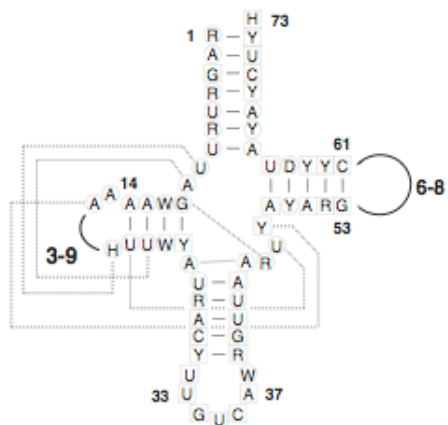 H 73
1 R Y
A U
G C
R Y
U A
R Y
U A
U D Y Y C 61
U A
14
A A A A W G
A Y A R G 53
6-8
Y
H U U W Y A
3-9
U
R
A A
U A
R U
A U
C G
Y R
U W
33 U A 37
G U C